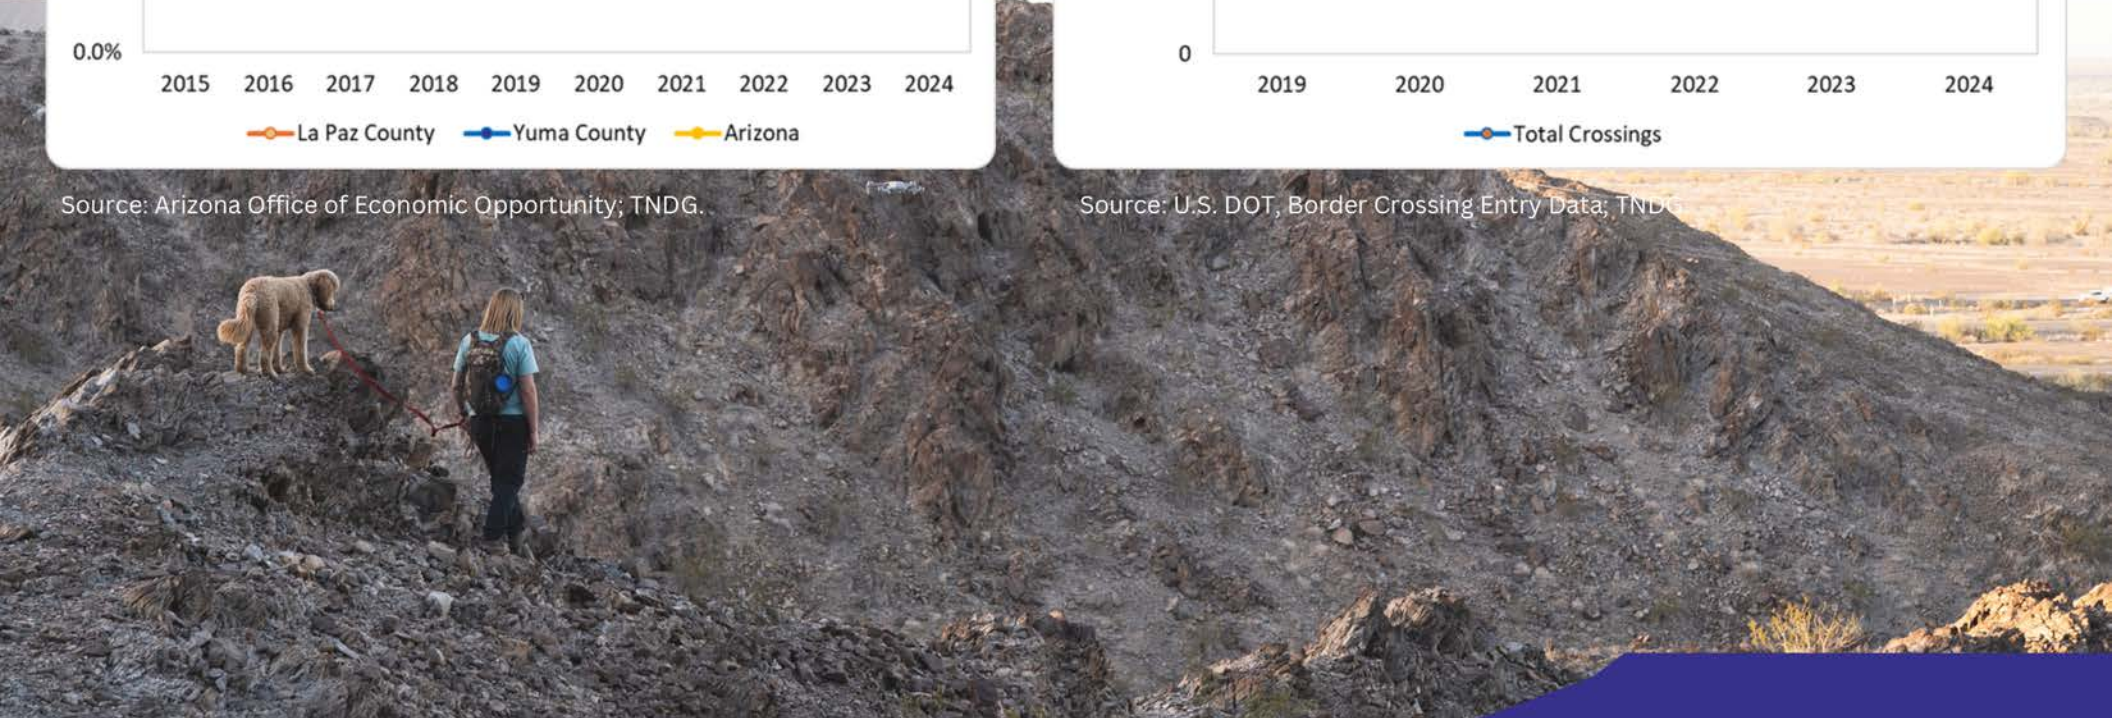 0.0%
2015 2016 2017 2018 2019 2020 2021 2022 2023 2024
La Paz County Yuma County Arizona
Source: Arizona Office of Economic Opportunity; TNDG.
0
2019 2020 2021 2022 2023 2024
Total Crossings
Source: U.S. DOT, Border Crossing Entry Data; TNDG